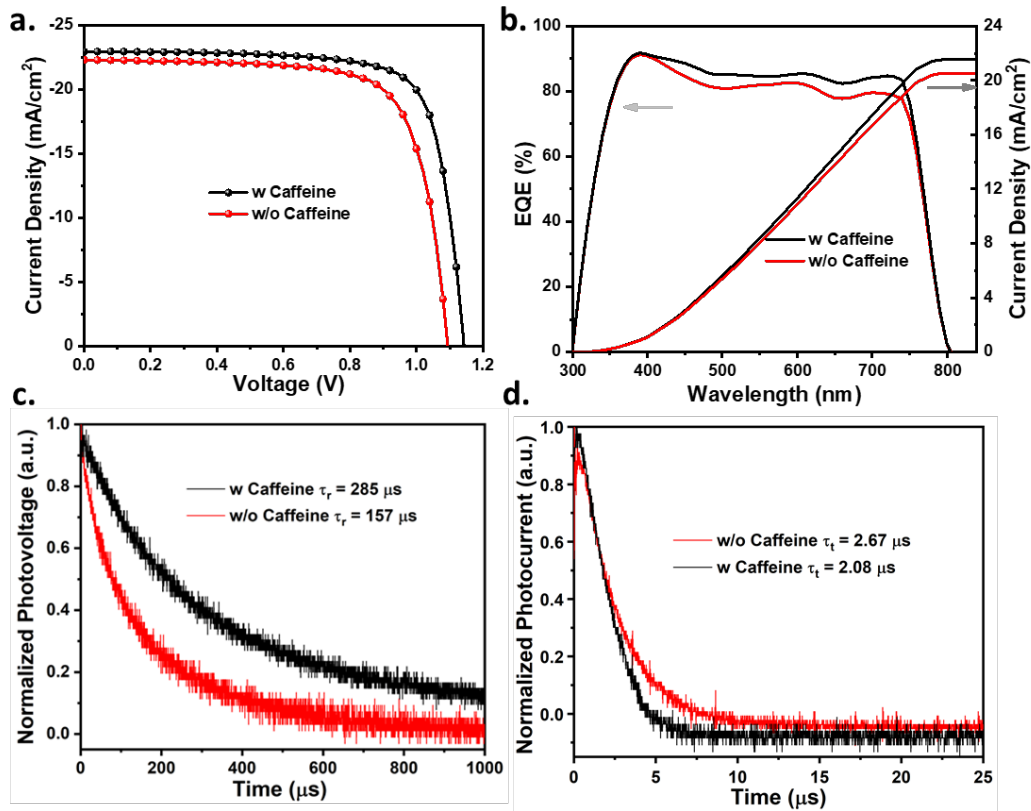 a.
Current Density (mA/cm²)
-25
-20
-15
-10
-5
0
w Caffeine
w/o Caffeine
0.0 0.2 0.4 0.6 0.8 1.0 1.2
Voltage (V)
b.
EQE (%)
100
80
60
40
20
0
w Caffeine
w/o Caffeine
24
20
16
12
8
4
0
Current Density (mA/cm²)
300 400 500 600 700 800
Wavelength (nm)
c.
Normalized Photovoltage (a.u.)
1.0
0.8
0.6
0.4
0.2
0.0
w Caffeine τr = 285 μs
w/o Caffeine τr = 157 μs
0 200 400 600 800 1000
Time (μs)
d.
Normalized Photocurrent (a.u.)
1.0
0.8
0.6
0.4
0.2
0.0
w/o Caffeine τt = 2.67 μs
w Caffeine τt = 2.08 μs
0 5 10 15 20 25
Time (μs)